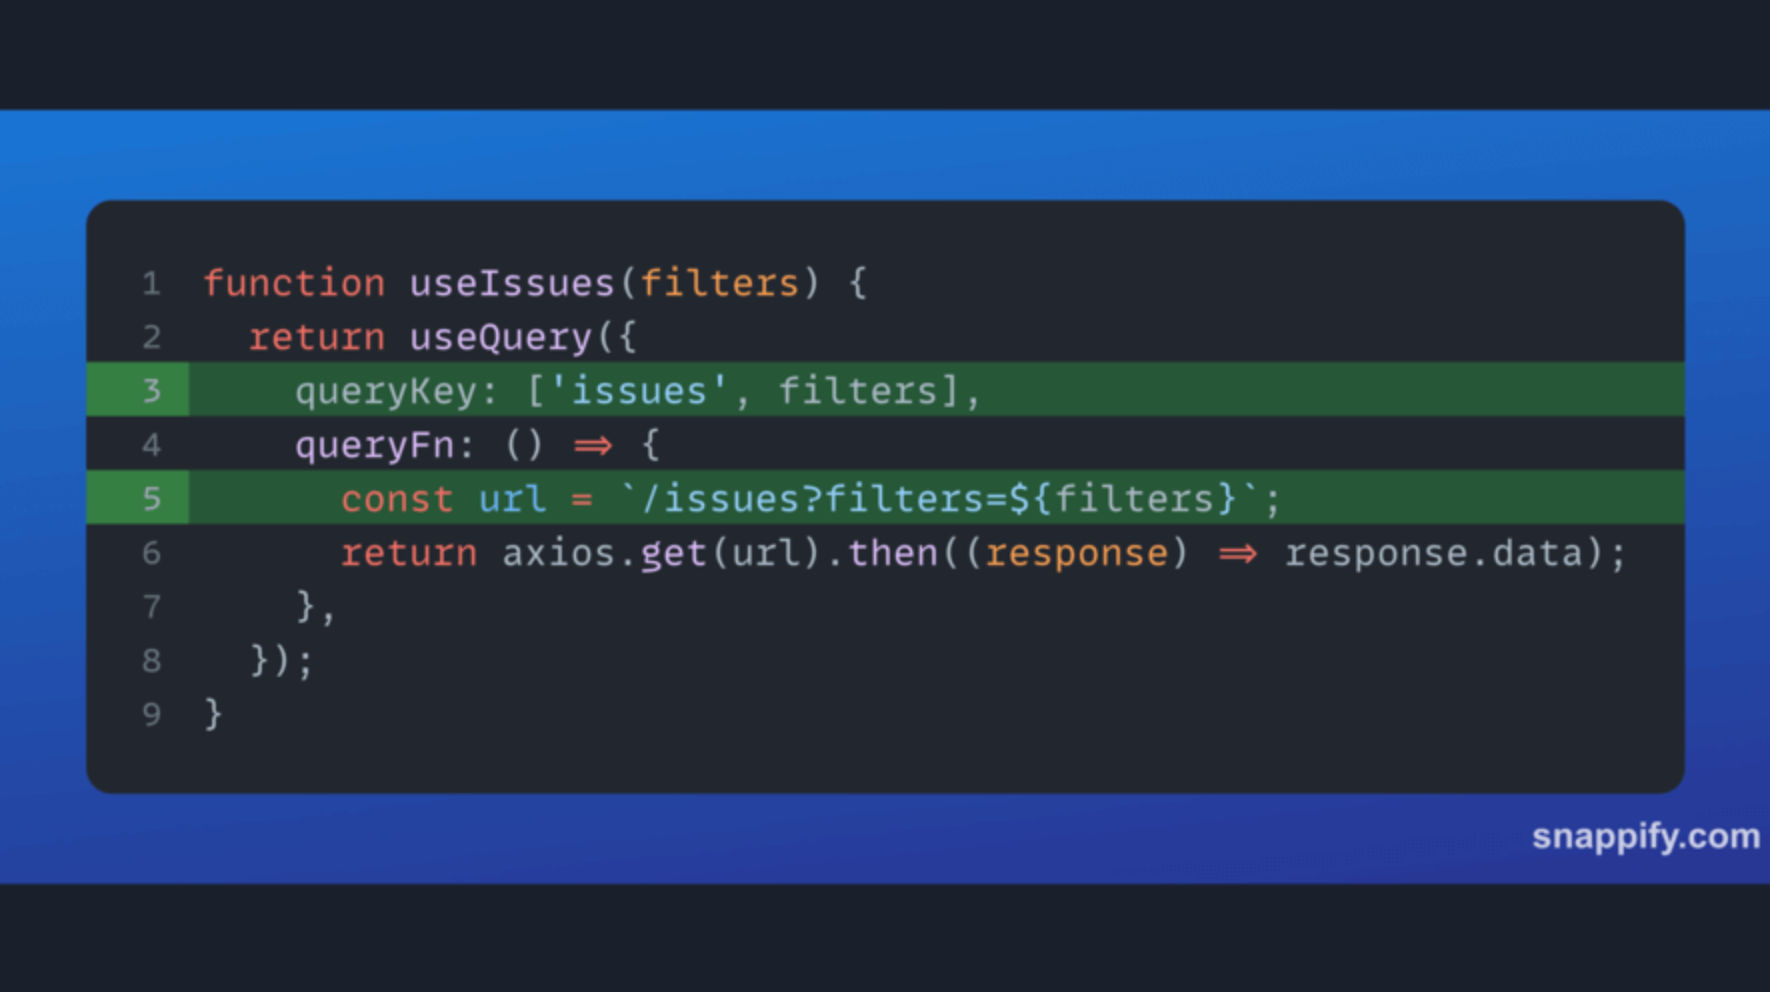 1 function useIssues(filters) {
2 return useQuery({
3 queryKey: ['issues', filters],
4 queryFn: () => {
5 const url = `/issues?filters=${filters}`;
6 return axios.get(url).then((response) => response.data);
7 },
8 });
9 }
snappify.com